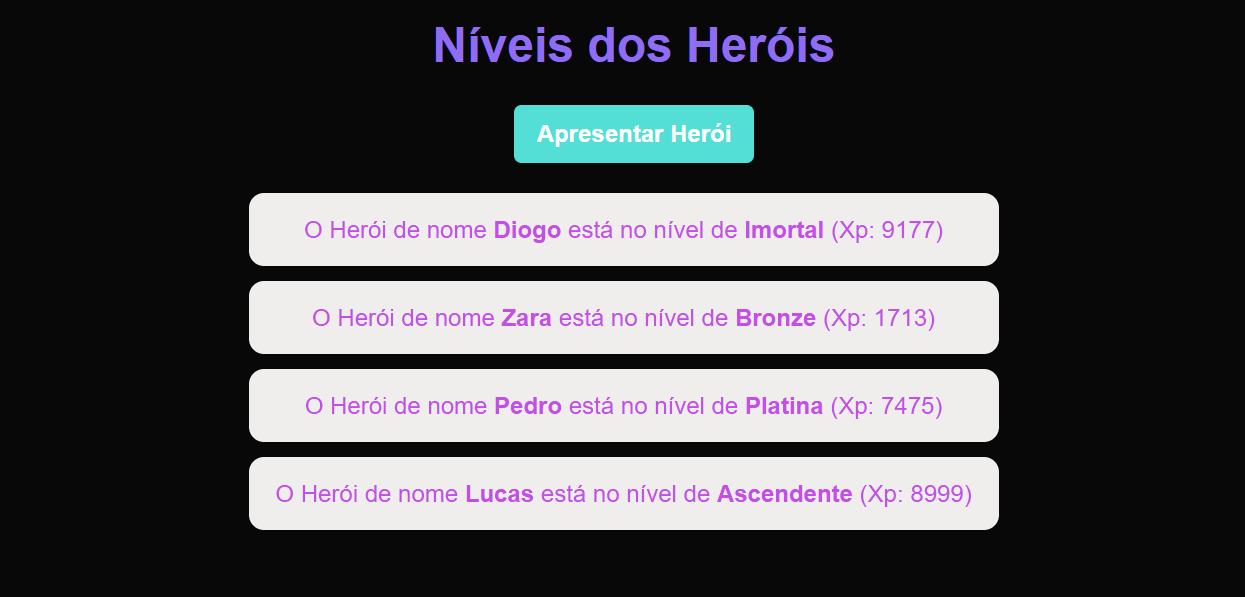 Níveis dos Heróis
Apresentar Herói
O Herói de nome Diogo está no nível de Imortal (Xp: 9177)
O Herói de nome Zara está no nível de Bronze (Xp: 1713)
O Herói de nome Pedro está no nível de Platina (Xp: 7475)
O Herói de nome Lucas está no nível de Ascendente (Xp: 8999)